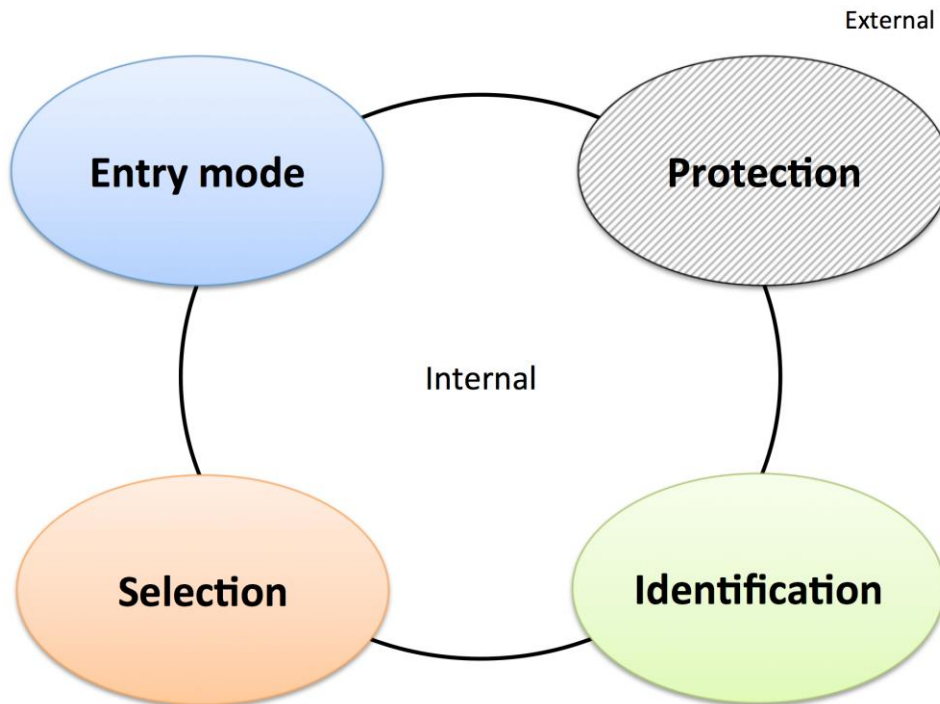 External
Entry mode
Protection
Internal
Selection
Identification